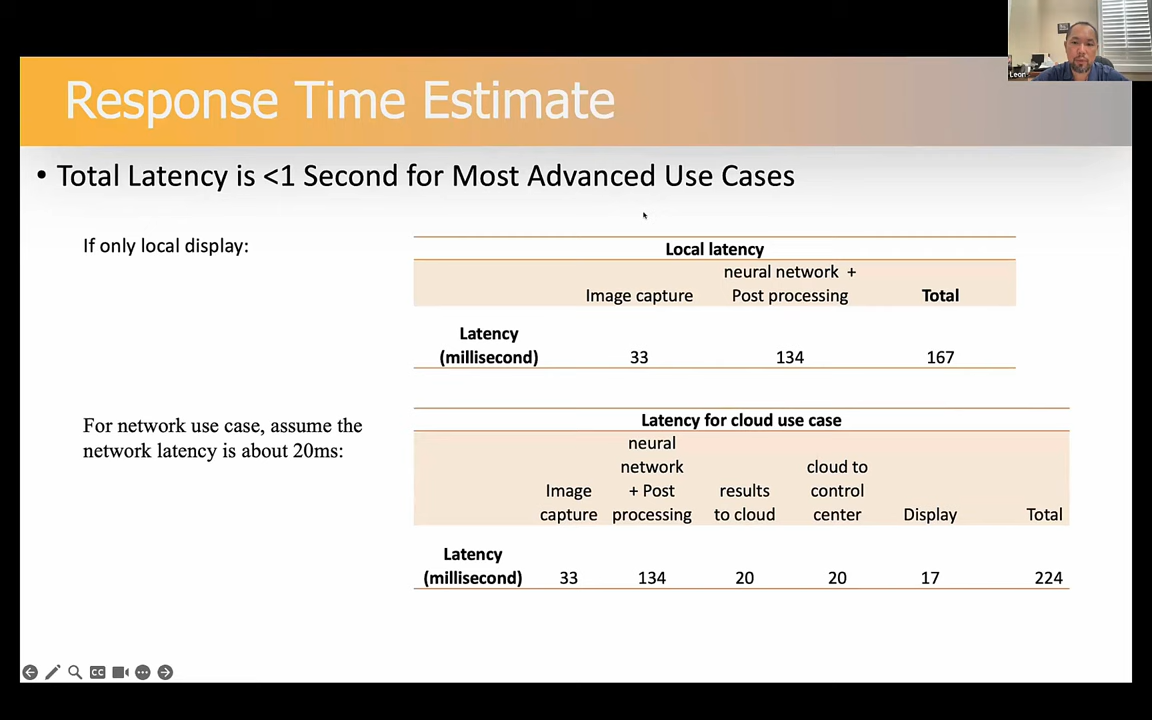 Leon
Response Time Estimate
• Total Latency is <1 Second for Most Advanced Use Cases
If only local display:
Local latency
neural network +
Image capture Post processing Total
Latency
(millisecond) 33 134 167
For network use case, assume the
network latency is about 20ms:
Latency for cloud use case
neural
network cloud to
Image + Post results control
capture processing to cloud center Display Total
Latency
(millisecond) 33 134 20 20 17 224
CC